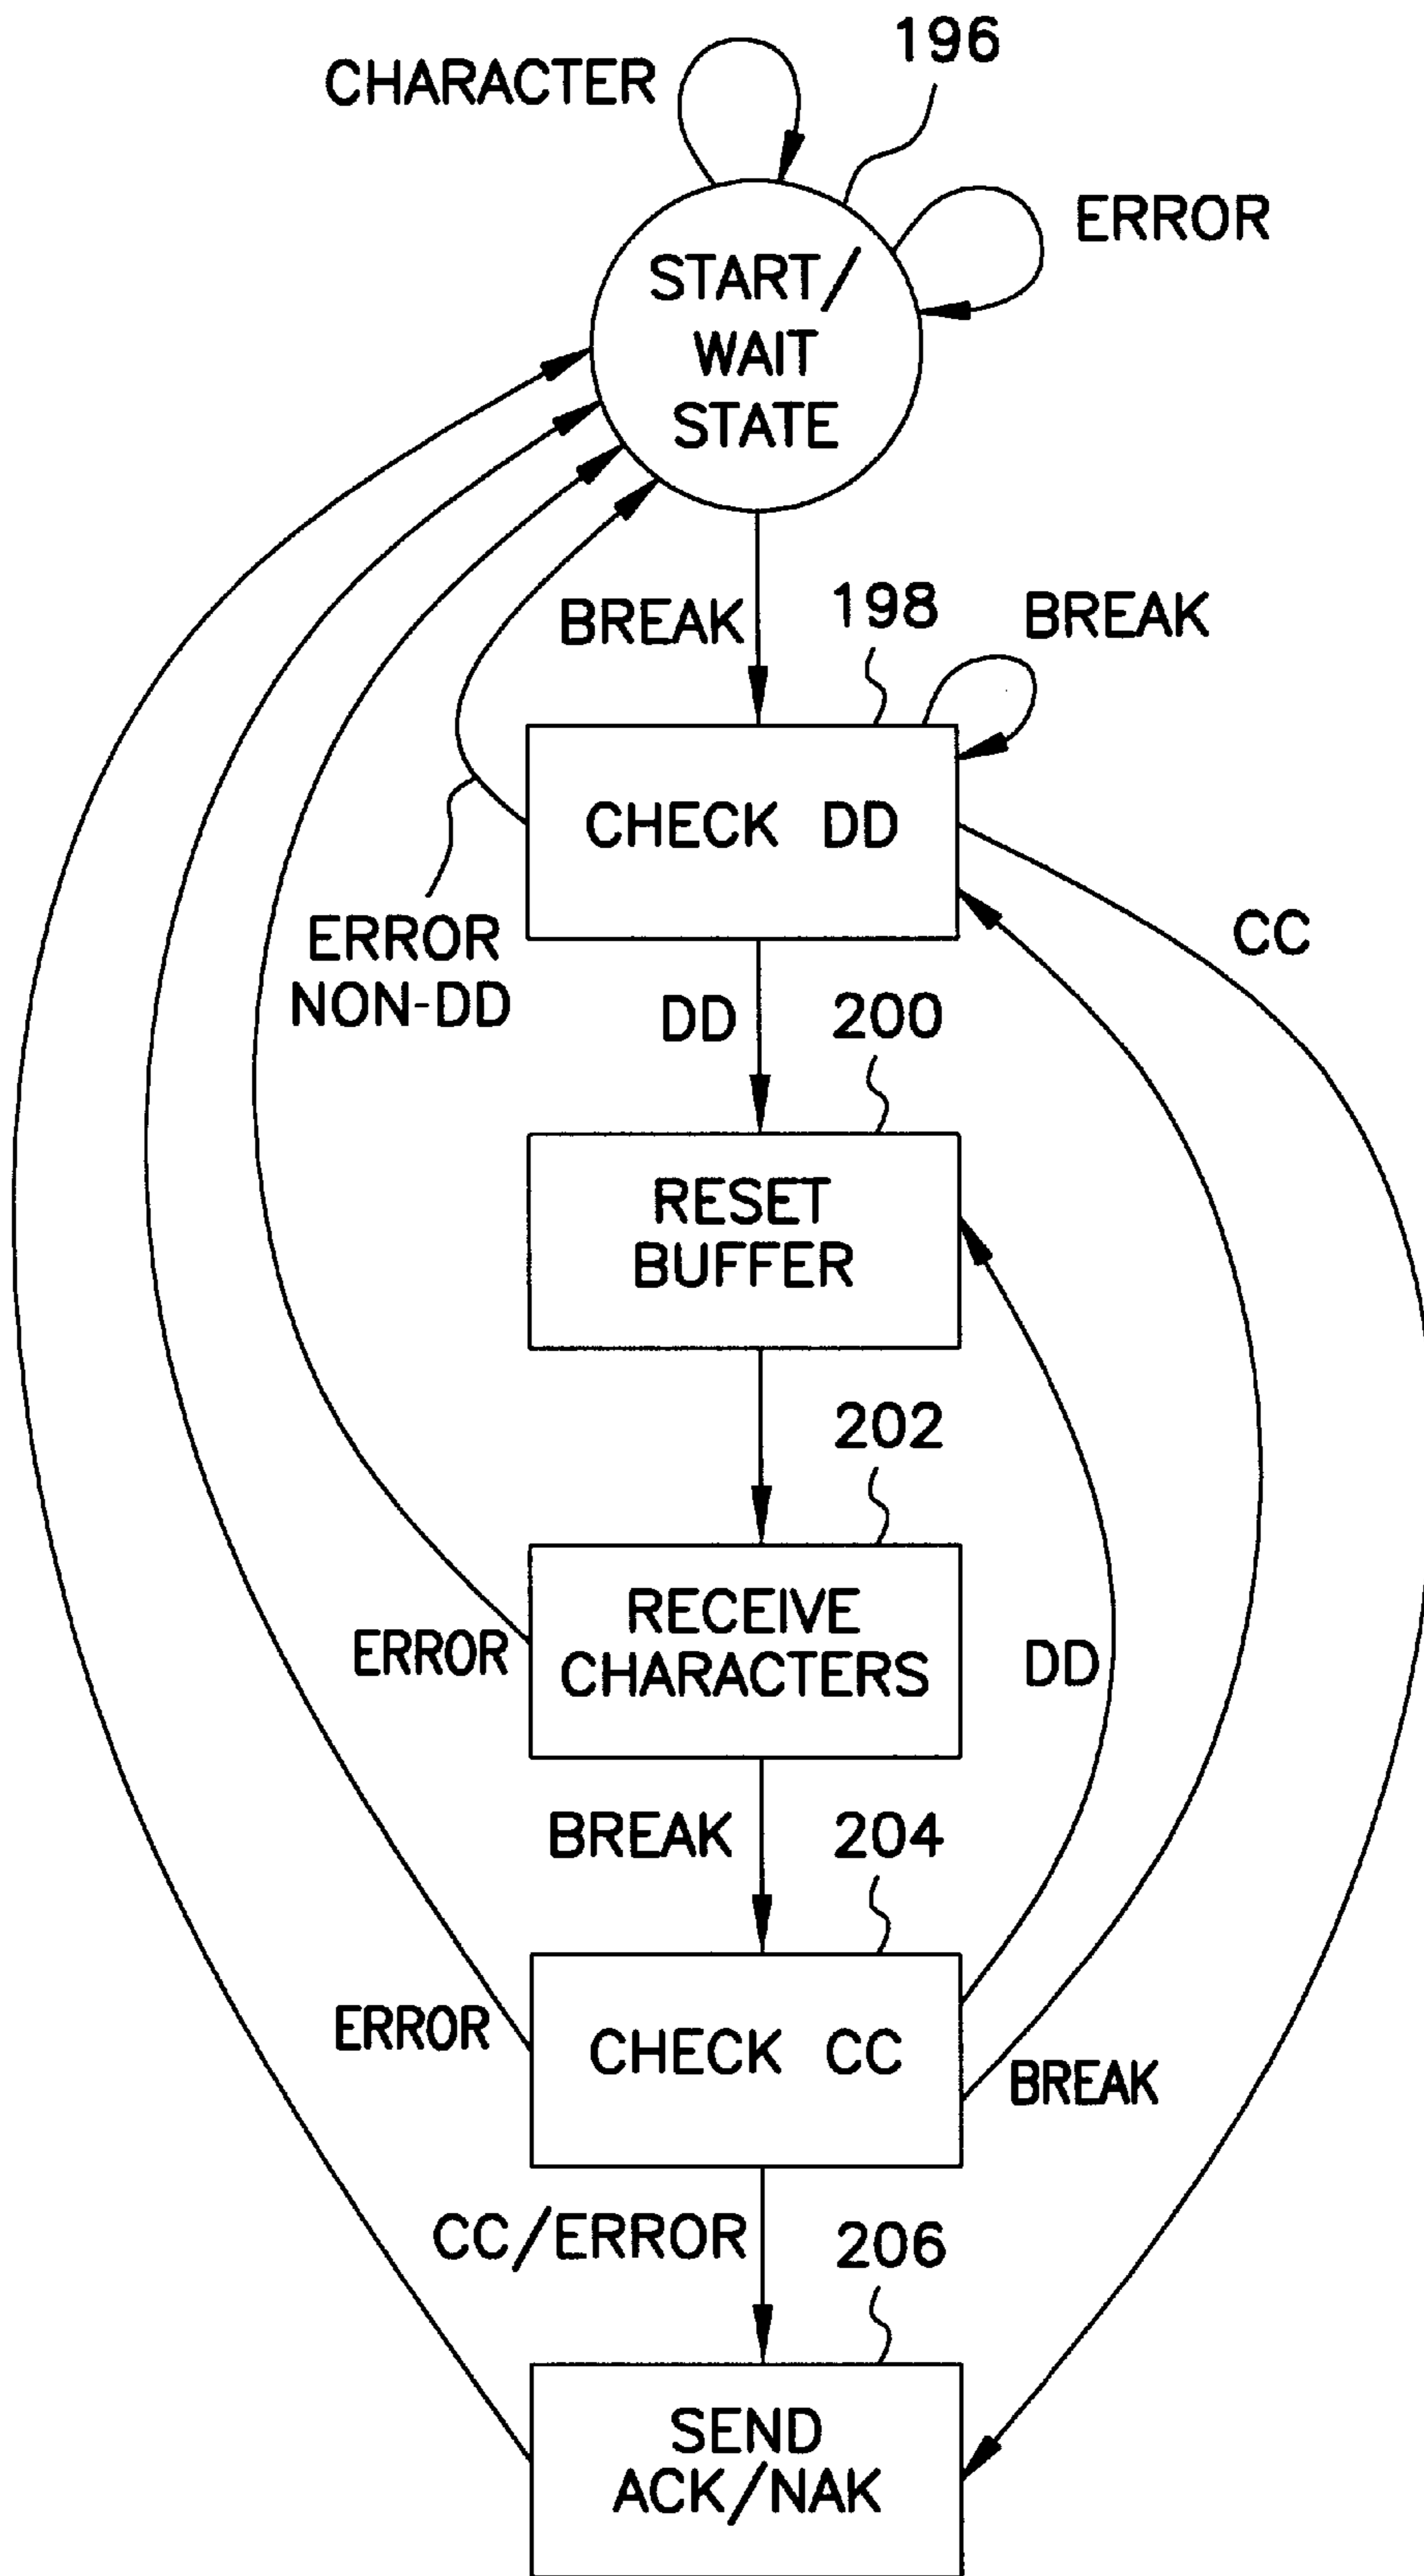 196
CHARACTER
ERROR
START/
WAIT
STATE
BREAK
198
BREAK
CHECK DD
ERROR
NON-DD
CC
DD
200
RESET
BUFFER
202
RECEIVE
CHARACTERS
ERROR
DD
BREAK
204
ERROR
CHECK CC
BREAK
CC/ERROR
206
SEND
ACK/NAK